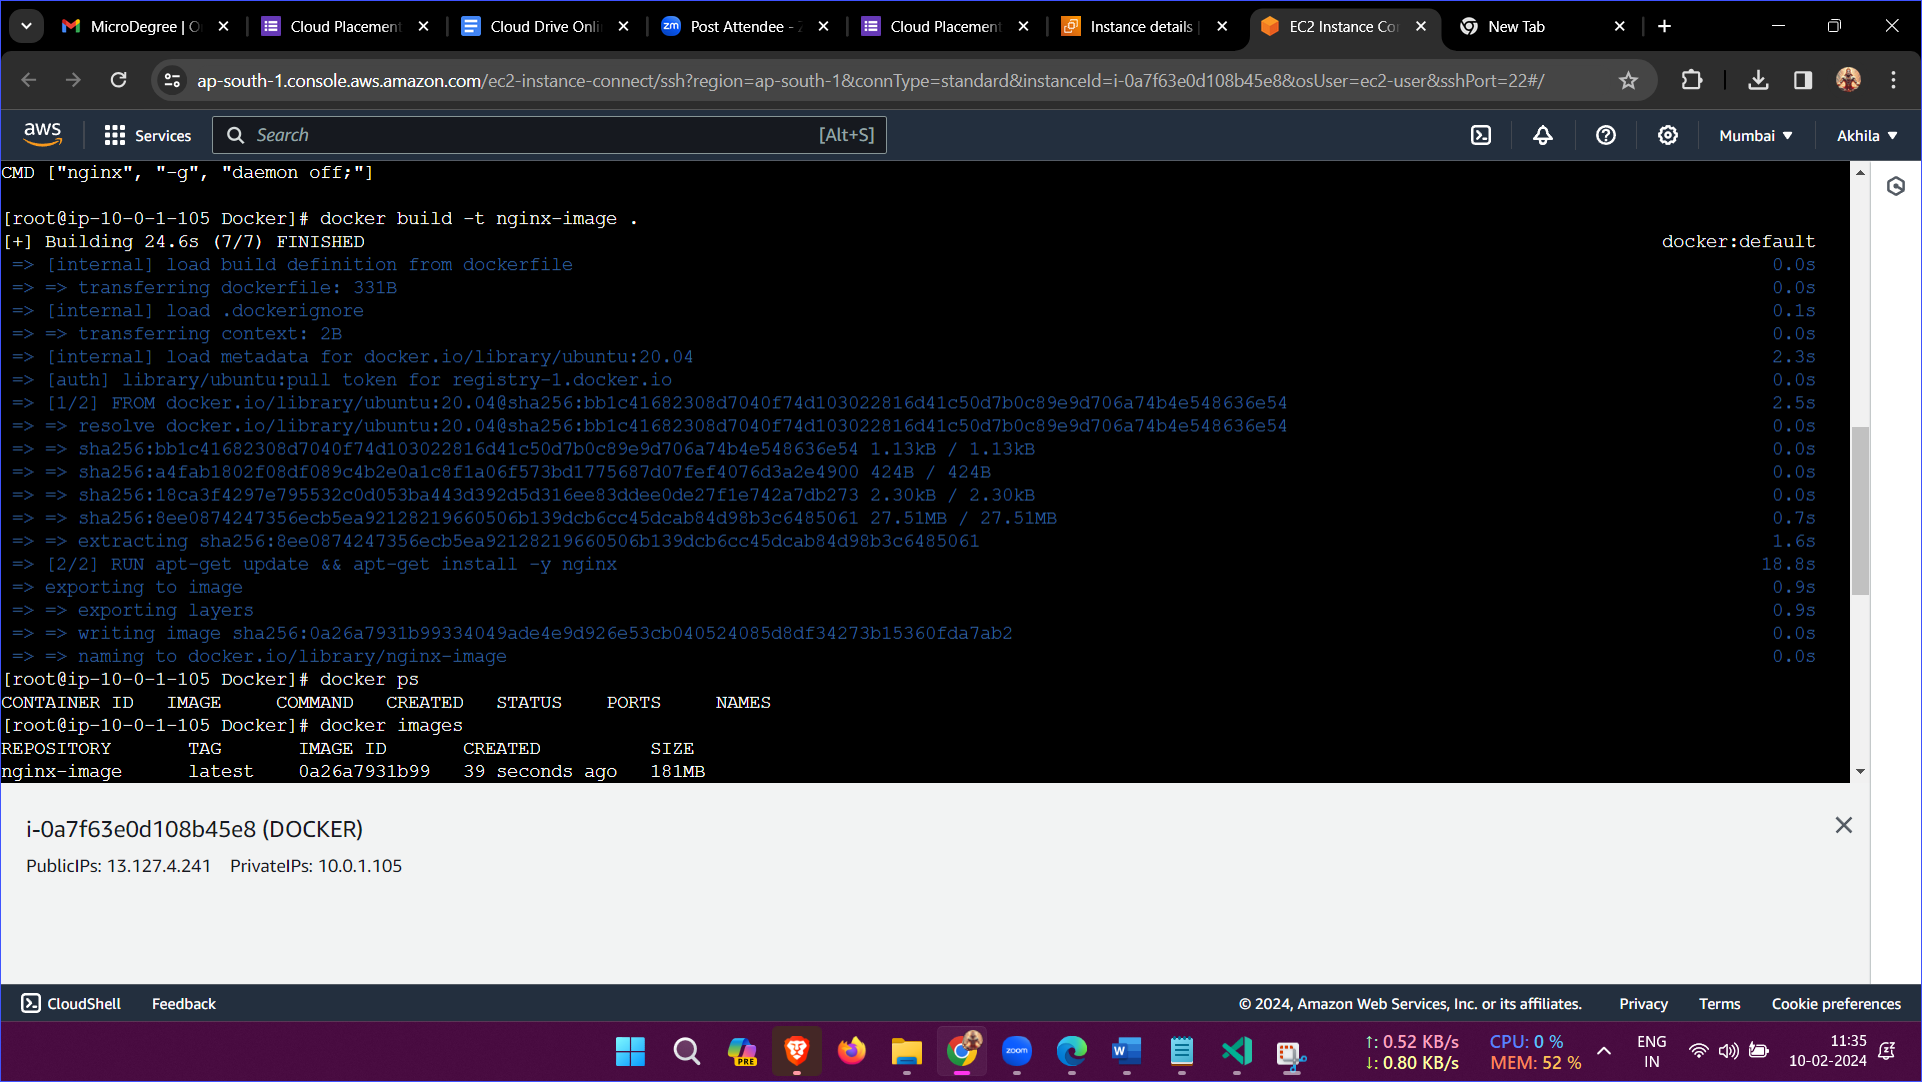 MicroDegree | O
Cloud Placement
Cloud Drive Onli
Post Attendee - Z
Cloud Placement
Instance details |
EC2 Instance Con
New Tab
ap-south-1.console.aws.amazon.com/ec2-instance-connect/ssh?region=ap-south-1&connType=standard&instanceId=i-0a7f63e0d108b45e8&osUser=ec2-user&sshPort=22#/
aws
Services
Search
[Alt+S]
Mumbai
Akhila
CMD ["nginx", "-g", "daemon off;"]
[root@ip-10-0-1-105 Docker]# docker build -t nginx-image .
[+] Building 24.6s (7/7) FINISHED docker:default
=> [internal] load build definition from dockerfile 0.0s
=> => transferring dockerfile: 331B 0.0s
=> [internal] load .dockerignore 0.1s
=> => transferring context: 2B 0.0s
=> [internal] load metadata for docker.io/library/ubuntu:20.04 2.3s
=> [auth] library/ubuntu:pull token for registry-1.docker.io 0.0s
=> [1/2] FROM docker.io/library/ubuntu:20.04@sha256:bb1c41682308d7040f74d103022816d41c50d7b0c89e9d706a74b4e548636e54 2.5s
=> => resolve docker.io/library/ubuntu:20.04@sha256:bb1c41682308d7040f74d103022816d41c50d7b0c89e9d706a74b4e548636e54 0.0s
=> => sha256:bb1c41682308d7040f74d103022816d41c50d7b0c89e9d706a74b4e548636e54 1.13kB / 1.13kB 0.0s
=> => sha256:a4fab1802f08df089c4b2e0a1c8f1a06f573bd1775687d07fef4076d3a2e4900 424B / 424B 0.0s
=> => sha256:18ca3f4297e795532c0d053ba443d392d5d316ee83ddee0de27f1e742a7db273 2.30kB / 2.30kB 0.0s
=> => sha256:8ee0874247356ecb5ea92128219660506b139dcb6cc45dcab84d98b3c6485061 27.51MB / 27.51MB 0.7s
=> => extracting sha256:8ee0874247356ecb5ea92128219660506b139dcb6cc45dcab84d98b3c6485061 1.6s
=> [2/2] RUN apt-get update && apt-get install -y nginx 18.8s
=> exporting to image 0.9s
=> => exporting layers 0.9s
=> => writing image sha256:0a26a7931b99334049ade4e9d926e53cb040524085d8df34273b15360fda7ab2 0.0s
=> => naming to docker.io/library/nginx-image 0.0s
[root@ip-10-0-1-105 Docker]# docker ps
CONTAINER ID IMAGE COMMAND CREATED STATUS PORTS NAMES
[root@ip-10-0-1-105 Docker]# docker images
REPOSITORY TAG IMAGE ID CREATED SIZE
nginx-image latest 0a26a7931b99 39 seconds ago 181MB
i-0a7f63e0d108b45e8 (DOCKER)
PublicIPs: 13.127.4.241 PrivateIPs: 10.0.1.105
CloudShell Feedback © 2024, Amazon Web Services, Inc. or its affiliates. Privacy Terms Cookie preferences
↑: 0.52 KB/s CPU: 0 % ENG 11:35
↓: 0.80 KB/s MEM: 52 % IN 10-02-2024